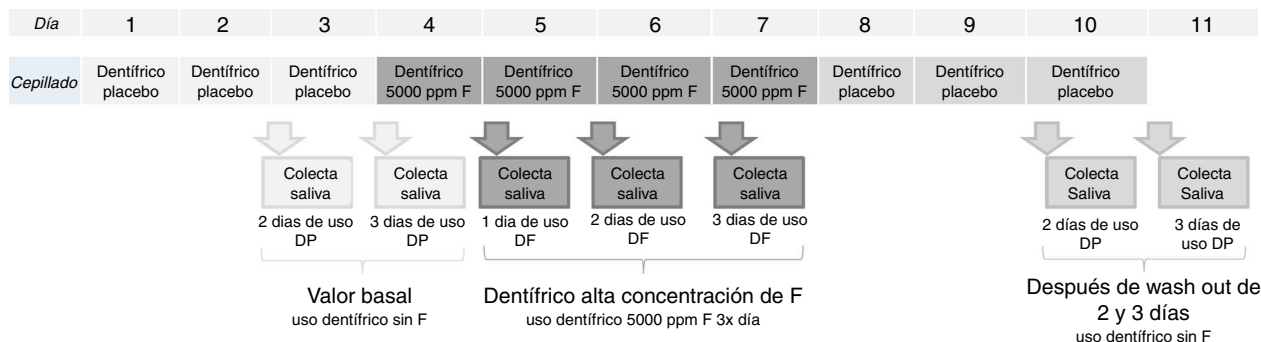 Día 1 2 3 4 5 6 7 8 9 10 11
Cepillado
Dentífrico
placebo
Dentífrico
placebo
Dentífrico
placebo
Dentífrico
5000 ppm F
Dentífrico
5000 ppm F
Dentífrico
5000 ppm F
Dentífrico
5000 ppm F
Dentífrico
placebo
Dentífrico
placebo
Dentífrico
placebo
Colecta
saliva
Colecta
saliva
Colecta
saliva
Colecta
saliva
Colecta
saliva
Colecta
Saliva
Colecta
Saliva
2 dias de uso
DP
3 dias de uso
DP
1 dia de uso
DF
2 dias de uso
DF
3 dias de uso
DF
2 días de uso
DP
3 días de
uso DP
Valor basal
uso dentífrico sin F
Dentífrico alta concentración de F
uso dentífrico 5000 ppm F 3x día
Después de wash out de
2 y 3 días
uso dentífrico sin F